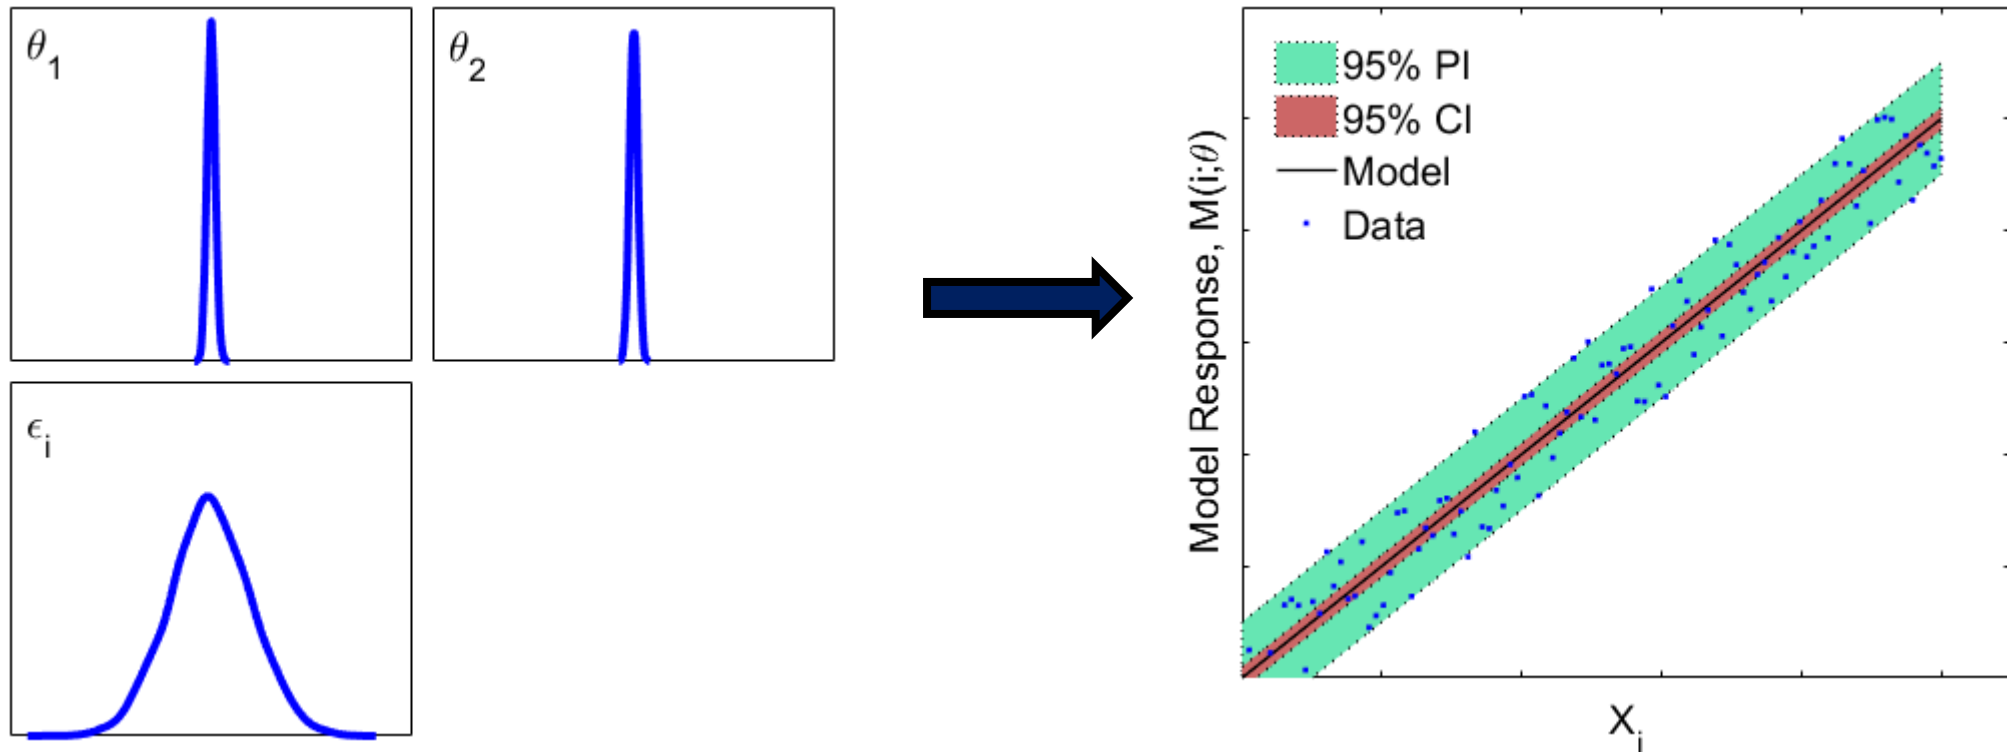 θ₁
θ₂
ϵᵢ
95% PI
95% CI
Model
Data
Model Response, M(i;θ)
Xᵢ